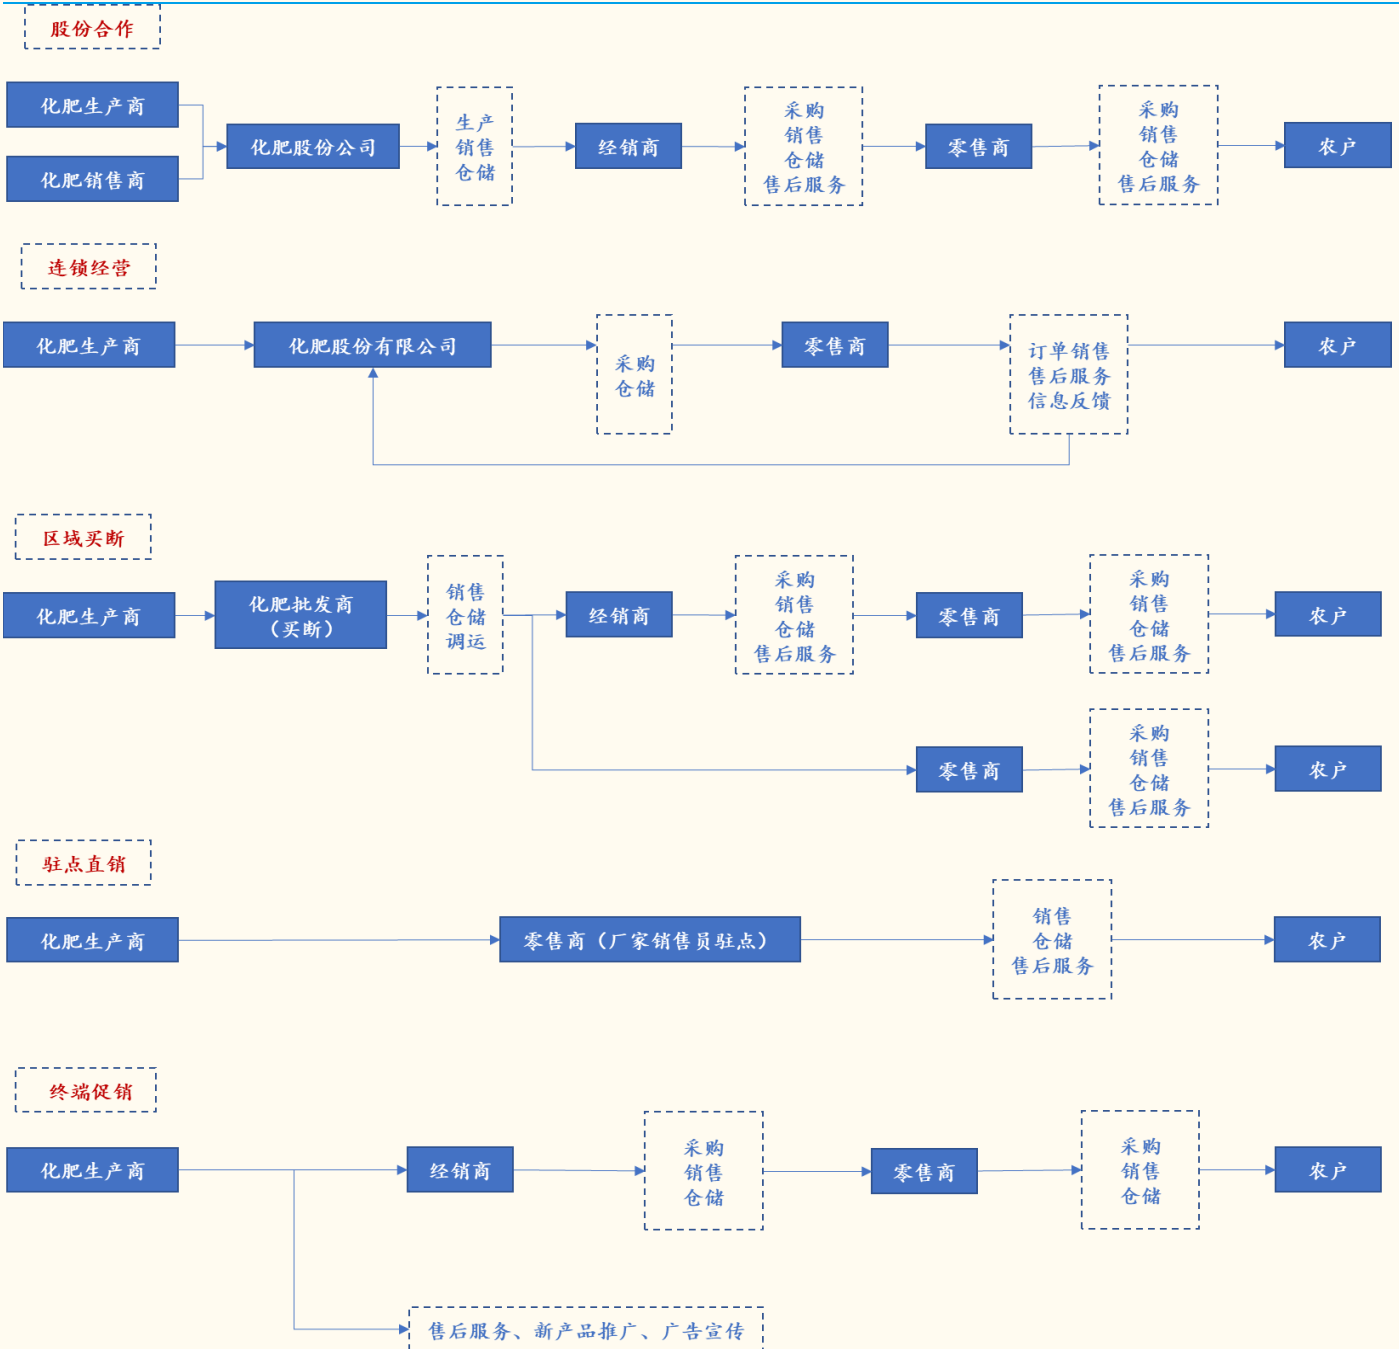 股份合作
化肥生产商
化肥销售商
化肥股份公司
生产
销售
仓储
经销商
采购
销售
仓储
售后服务
零售商
采购
销售
仓储
售后服务
农户
连锁经营
化肥生产商
化肥股份有限公司
采购
仓储
零售商
订单销售
售后服务
信息反馈
农户
区域买断
化肥生产商
化肥批发商
（买断）
销售
仓储
调运
经销商
采购
销售
仓储
售后服务
零售商
采购
销售
仓储
售后服务
农户
零售商
采购
销售
仓储
售后服务
农户
驻点直销
化肥生产商
零售商（厂家销售员驻点）
销售
仓储
售后服务
农户
终端促销
化肥生产商
经销商
采购
销售
仓储
零售商
采购
销售
仓储
农户
售后服务、新产品推广、广告宣传